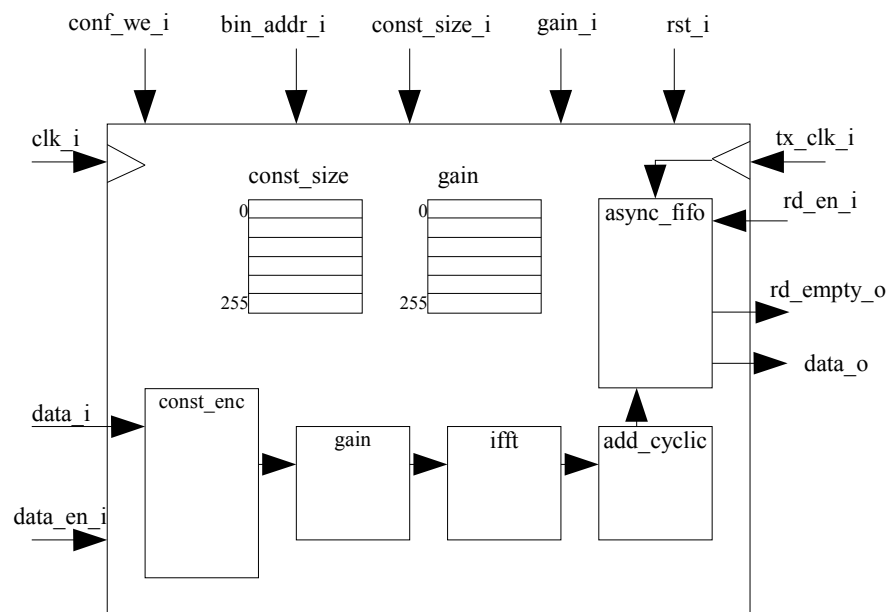 conf_we_i bin_addr_i const_size_i gain_i rst_i
clk_i tx_clk_i
const_size gain
0 0 async_fifo rd_en_i
255 255 rd_empty_o
data_o
data_i const_enc
gain ifft add_cyclic
data_en_i